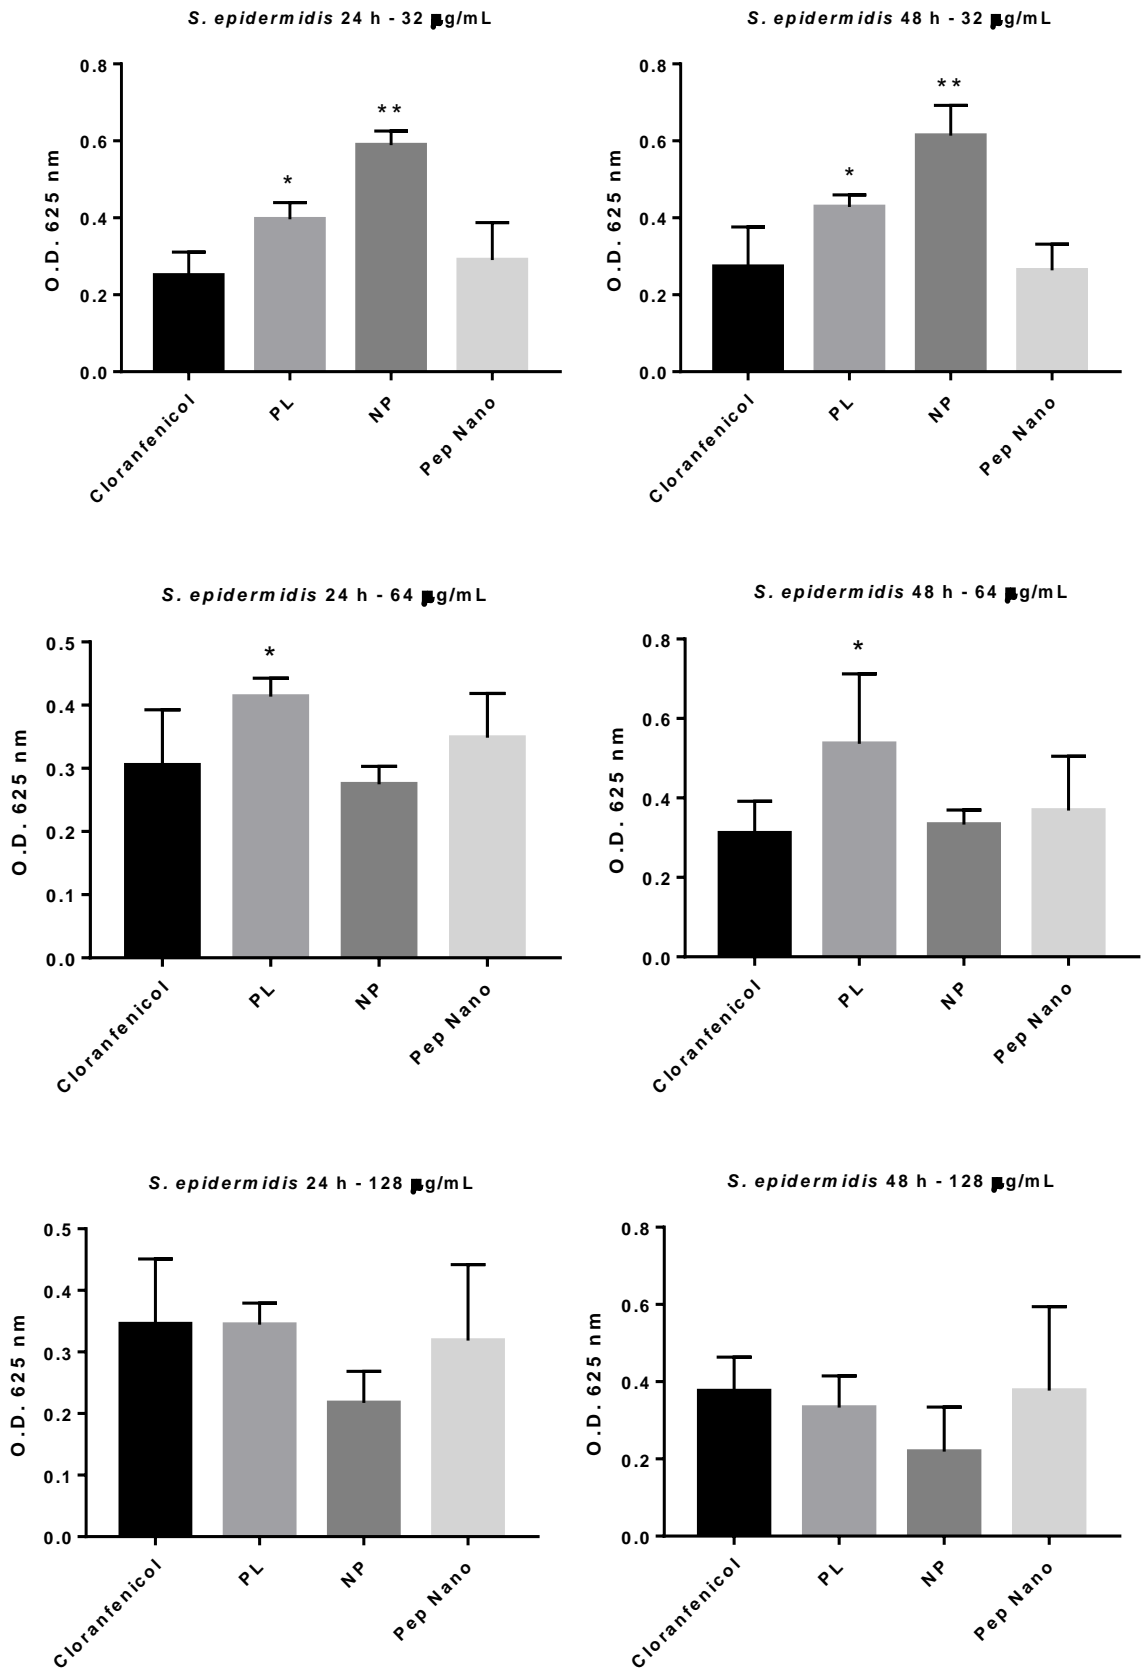 S. epidermidis 24 h - 32 µg/mL
0.8
**
0.6
*
O.D. 625 nm
0.4
0.2
0.0
Cloranfenicol
PL
NP
Pep Nano
S. epidermidis 48 h - 32 µg/mL
0.8
**
0.6
*
O.D. 625 nm
0.4
0.2
0.0
Cloranfenicol
PL
NP
Pep Nano
S. epidermidis 24 h - 64 µg/mL
0.5
*
0.4
O.D. 625 nm
0.3
0.2
0.1
0.0
Cloranfenicol
PL
NP
Pep Nano
S. epidermidis 48 h - 64 µg/mL
0.8
*
0.6
O.D. 625 nm
0.4
0.2
0.0
Cloranfenicol
PL
NP
Pep Nano
S. epidermidis 24 h - 128 µg/mL
0.5
0.4
O.D. 625 nm
0.3
0.2
0.1
0.0
Cloranfenicol
PL
NP
Pep Nano
S. epidermidis 48 h - 128 µg/mL
0.8
0.6
O.D. 625 nm
0.4
0.2
0.0
Cloranfenicol
PL
NP
Pep Nano